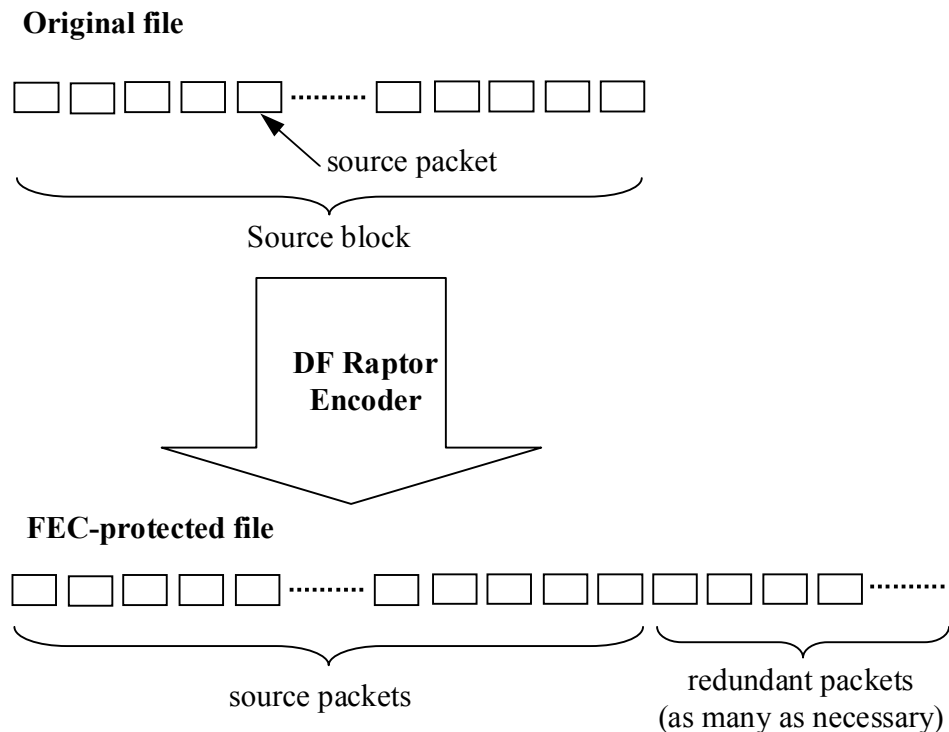 Original file
source packet
Source block
DF Raptor
Encoder
FEC-protected file
source packets
redundant packets
(as many as necessary)